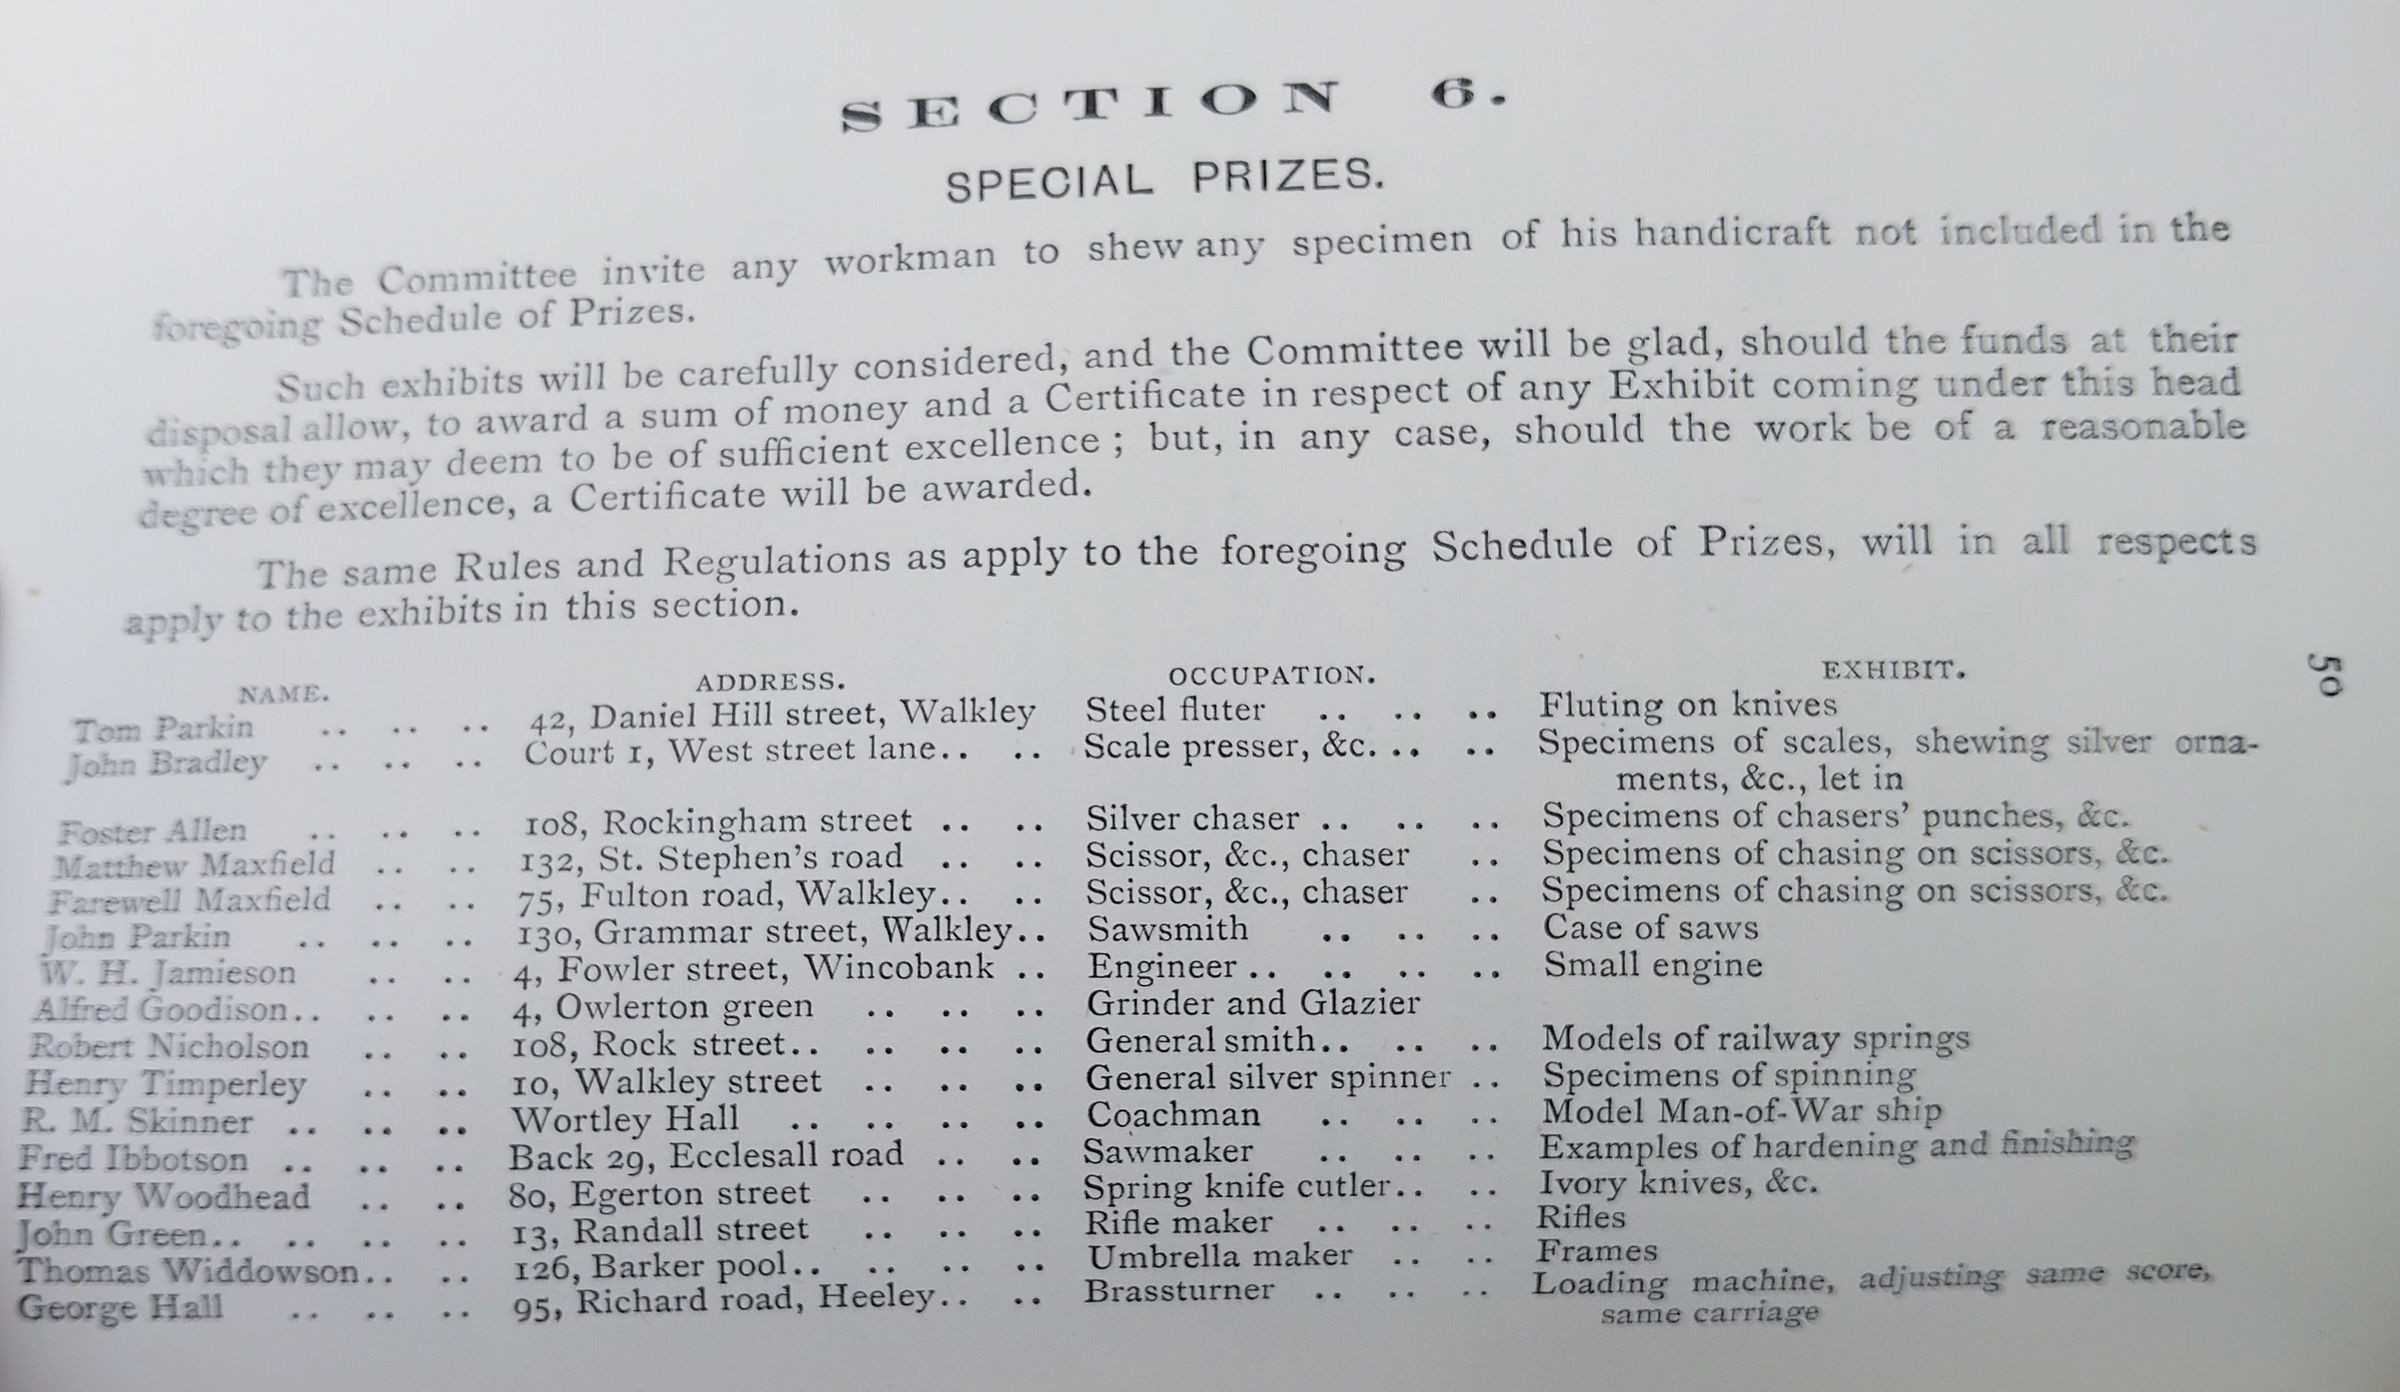 SECTION 6.
SPECIAL PRIZES.
The Committee invite any workman to shew any specimen of his handicraft not included in the
foregoing Schedule of Prizes.
Such exhibits will be carefully considered, and the Committee will be glad, should the funds at their
disposal allow, to award a sum of money and a Certificate in respect of any Exhibit coming under this head
which they may deem to be of sufficient excellence ; but, in any case, should the work be of a reasonable
degree of excellence, a Certificate will be awarded.
The same Rules and Regulations as apply to the foregoing Schedule of Prizes, will in all respects
apply to the exhibits in this section.
50
NAME. ADDRESS. OCCUPATION. EXHIBIT.
Tom Parkin .. .. .. 42, Daniel Hill street, Walkley Steel fluter .. .. .. Fluting on knives
John Bradley .. .. .. Court 1, West street lane.. .. Scale presser, &c. .. .. Specimens of scales, shewing silver orna-
ments, &c., let in
Foster Allen .. .. .. 108, Rockingham street .. .. Silver chaser .. .. .. Specimens of chasers' punches, &c.
Matthew Maxfield .. .. 132, St. Stephen's road .. .. Scissor, &c., chaser .. Specimens of chasing on scissors, &c.
Farewell Maxfield .. .. 75, Fulton road, Walkley.. .. Scissor, &c., chaser .. Specimens of chasing on scissors, &c.
John Parkin .. .. .. 130, Grammar street, Walkley.. Sawsmith .. .. .. Case of saws
W. H. Jamieson .. .. 4, Fowler street, Wincobank .. Engineer .. .. .. .. Small engine
Alfred Goodison.. .. .. 4, Owlerton green .. .. .. Grinder and Glazier
Robert Nicholson .. .. 108, Rock street.. .. .. .. General smith.. .. .. Models of railway springs
Henry Timperley .. .. 10, Walkley street .. .. .. General silver spinner .. Specimens of spinning
R. M. Skinner .. .. .. Wortley Hall .. .. .. .. Coachman .. .. .. Model Man-of-War ship
Fred Ibbotson .. .. .. Back 29, Ecclesall road .. .. Sawmaker .. .. .. Examples of hardening and finishing
Henry Woodhead .. .. 80, Egerton street .. .. .. Spring knife cutler.. .. Ivory knives, &c.
John Green.. .. .. .. 13, Randall street .. .. .. Rifle maker .. .. .. Rifles
Thomas Widdowson.. .. 126, Barker pool.. .. .. .. Umbrella maker .. .. Frames
George Hall .. .. .. 95, Richard road, Heeley.. .. Brassturner .. .. .. Loading machine, adjusting same score,
same carriage